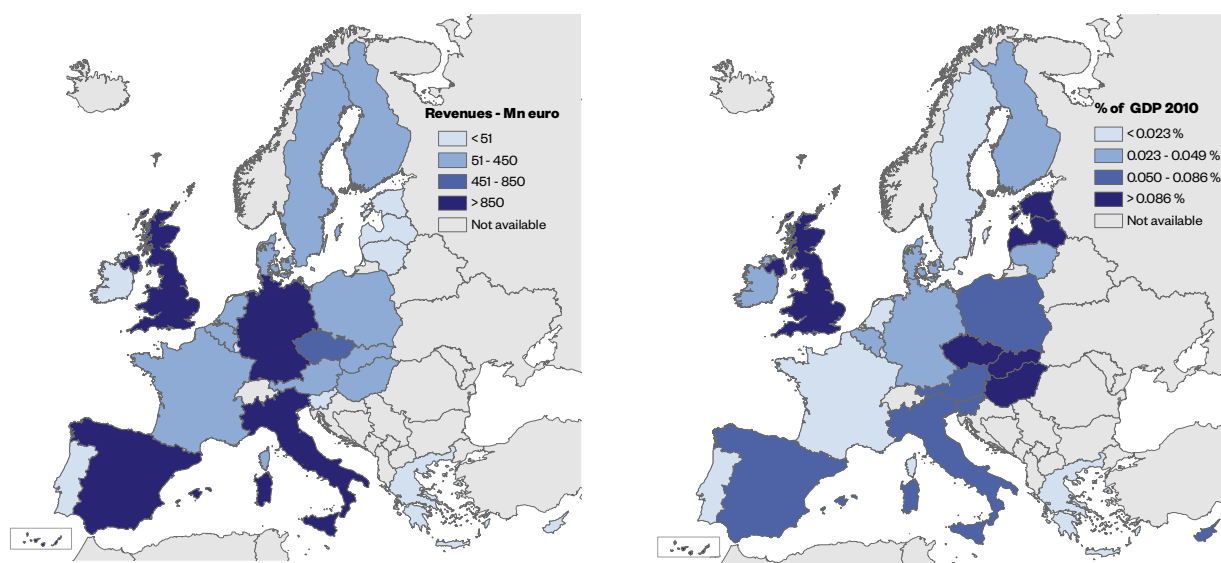 Revenues - Mn euro
< 51
51 - 450
451 - 850
> 850
Not available
% of GDP 2010
< 0.023 %
0.023 - 0.049 %
0.050 - 0.086 %
> 0.086 %
Not available